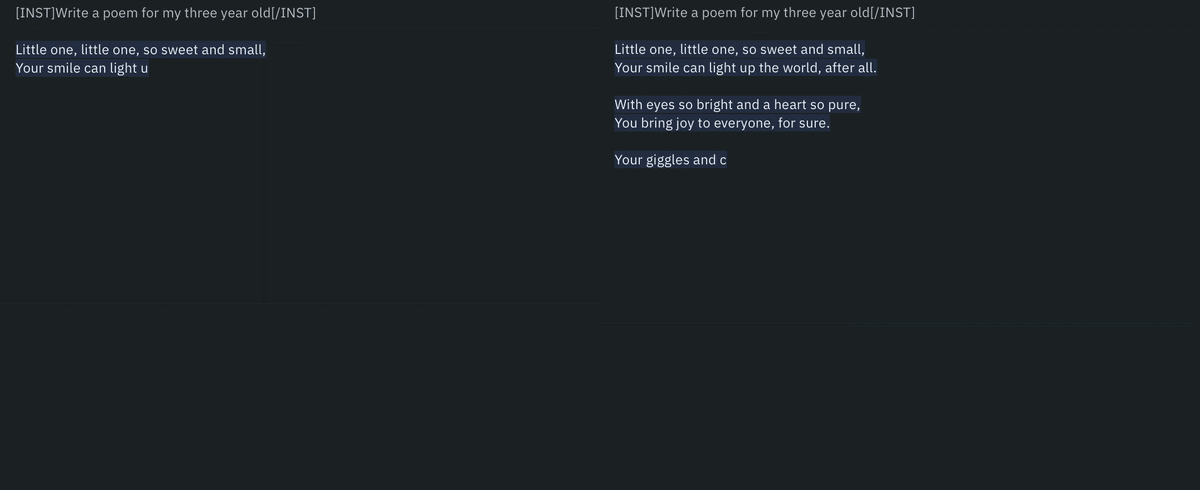 [INST]Write a poem for my three year old[/INST]
Little one, little one, so sweet and small,
Your smile can light u
[INST]Write a poem for my three year old[/INST]
Little one, little one, so sweet and small,
Your smile can light up the world, after all.
With eyes so bright and a heart so pure,
You bring joy to everyone, for sure.
Your giggles and c